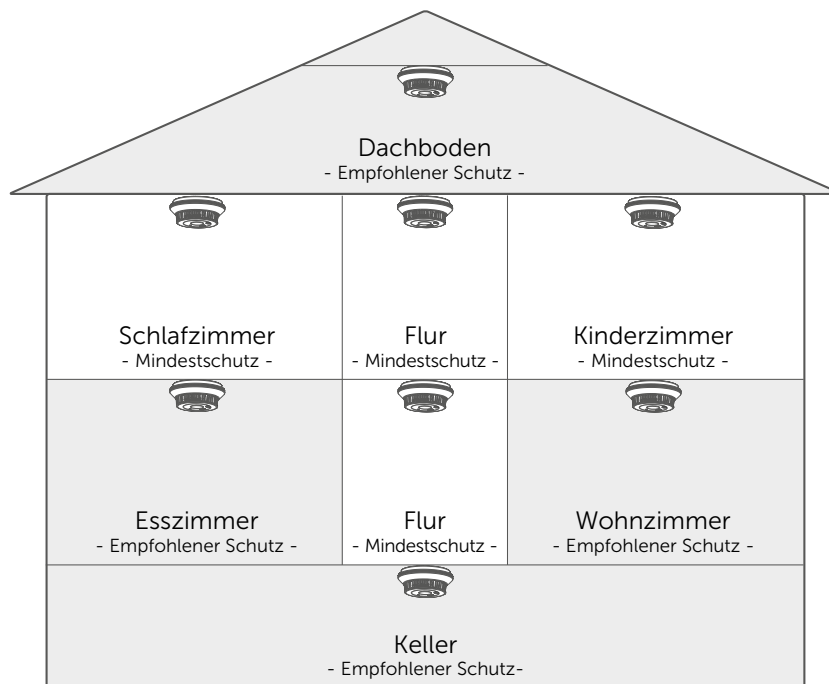 Dachboden
- Empfohlener Schutz -
Schlafzimmer
- Mindestschutz -
Flur
- Mindestschutz -
Kinderzimmer
- Mindestschutz -
Esszimmer
- Empfohlener Schutz -
Flur
- Mindestschutz -
Wohnzimmer
- Empfohlener Schutz -
Keller
- Empfohlener Schutz-